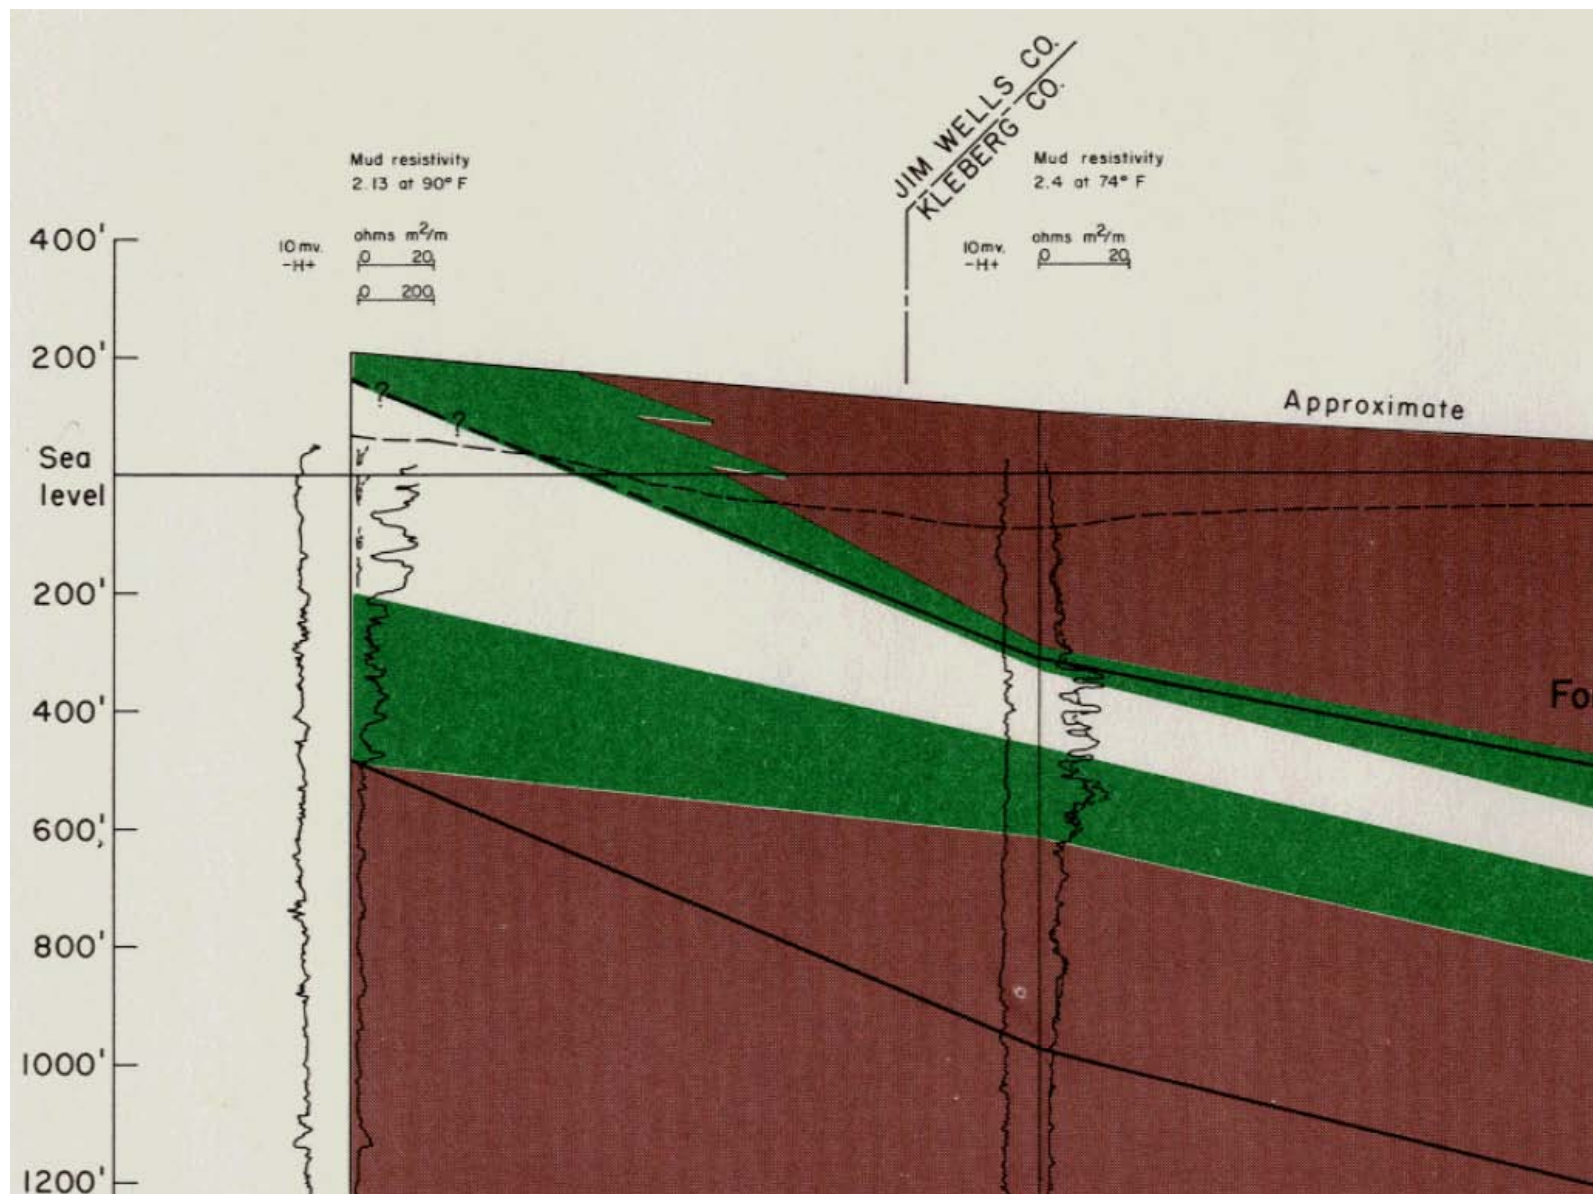 JIM WELLS CO.
KLEBERG CO.
Mud resistivity
2.13 at 90° F
Mud resistivity
2.4 at 74° F
10 mv.
-H+
ohms m²/m
0 20
0 200
10 mv.
-H+
ohms m²/m
0 20
400'
200'
Approximate
?
?
Sea
level
200'
400'
Fo
600'
800'
1000'
1200'